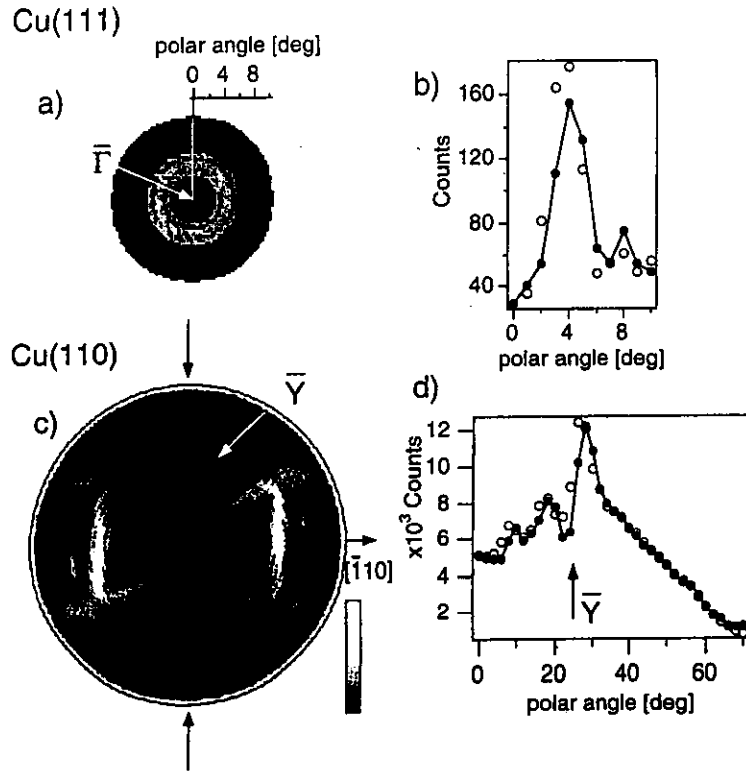 Cu(111)
polar angle [deg]
0 4 8
a)
Γ̅
b)
Counts
160
120
80
40
0 4 8
polar angle [deg]
Cu(110)
c)
Y̅
[1̅10]
d)
x10³ Counts
12
10
8
6
4
2
Y̅
0 20 40 60
polar angle [deg]